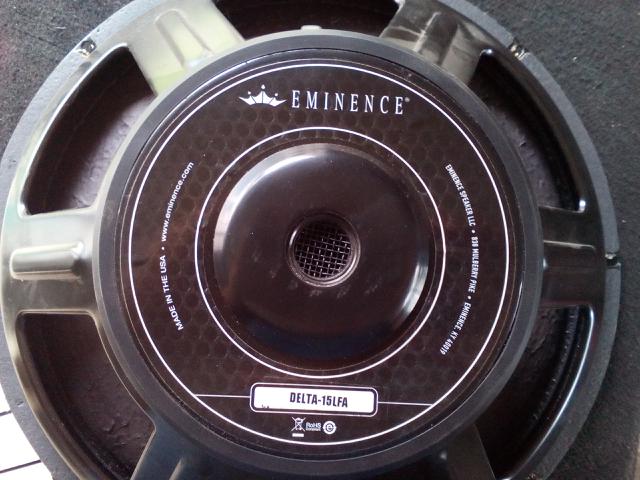 EMINENCE®
MADE IN THE USA • www.eminence.com
EMINENCE SPEAKER LLC • 838 MULBERRY PIKE • EMINENCE, KY 40019
DELTA-15LFA
RoHS